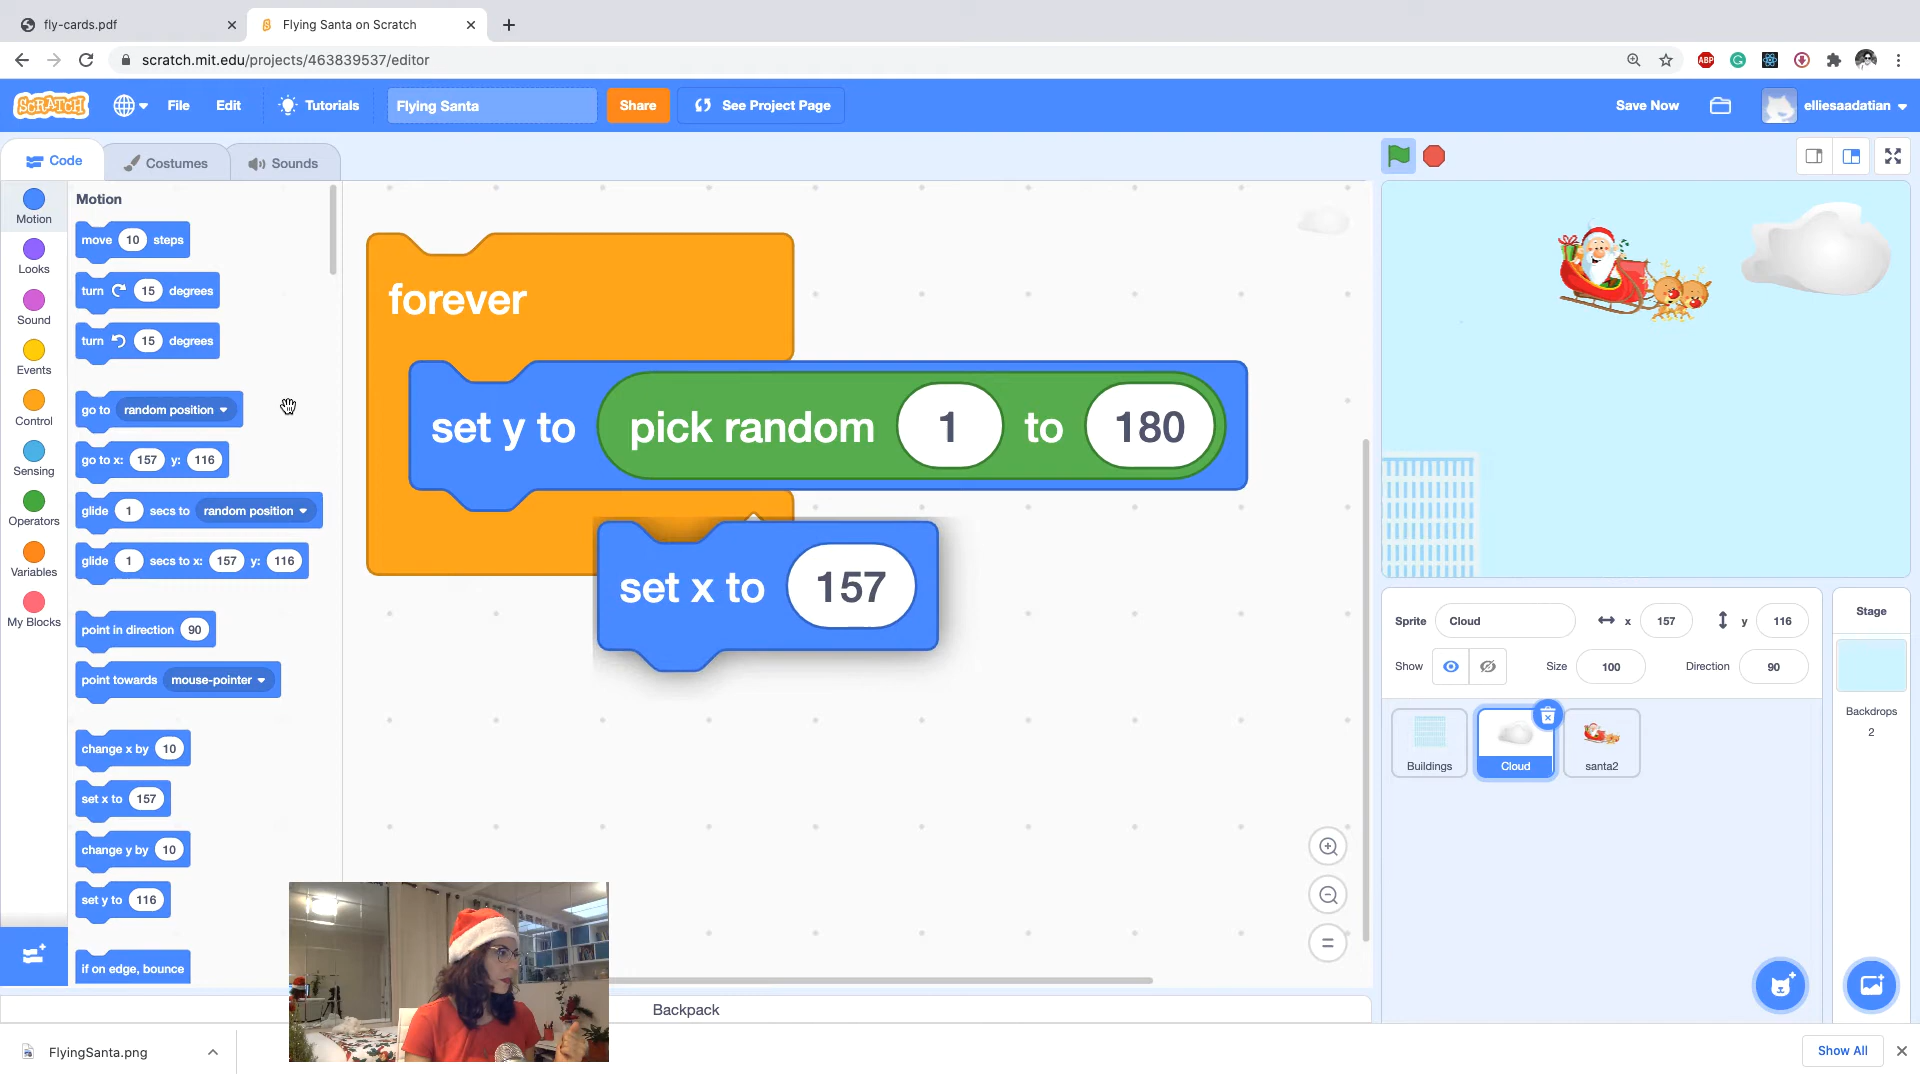 fly-cards.pdf
Flying Santa on Scratch
scratch.mit.edu/projects/463839537/editor
ABP
SCRATCH
File
Edit
Tutorials
Flying Santa
Share
See Project Page
Save Now
elliesaadatian
Code
Costumes
Sounds
Motion
Looks
Sound
Events
Control
Sensing
Operators
Variables
My Blocks
Motion
move 10 steps
turn 15 degrees
turn 15 degrees
go to random position
go to x: 157 y: 116
glide 1 secs to random position
glide 1 secs to x: 157 y: 116
point in direction 90
point towards mouse-pointer
change x by 10
set x to 157
change y by 10
set y to 116
if on edge, bounce
forever
set y to pick random 1 to 180
set x to 157
Backpack
Sprite Cloud x 157 y 116
Show Size 100 Direction 90
Buildings
Cloud
santa2
Stage
Backdrops
2
FlyingSanta.png
Show All